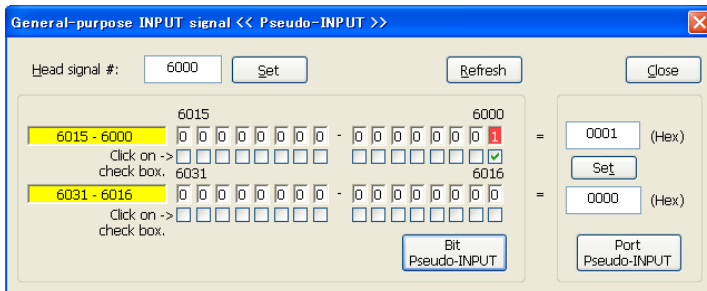 General-purpose INPUT signal << Pseudo-INPUT >>
Head signal #: 6000 Set Refresh Close
6015 6000
6015 - 6000 0 0 0 0 0 0 0 0 - 0 0 0 0 0 0 0 1 = 0001 (Hex)
Click on ->
check box.
Set
6031 6016
6031 - 6016 0 0 0 0 0 0 0 0 - 0 0 0 0 0 0 0 0 = 0000 (Hex)
Click on ->
check box.
Bit
Pseudo-INPUT
Port
Pseudo-INPUT